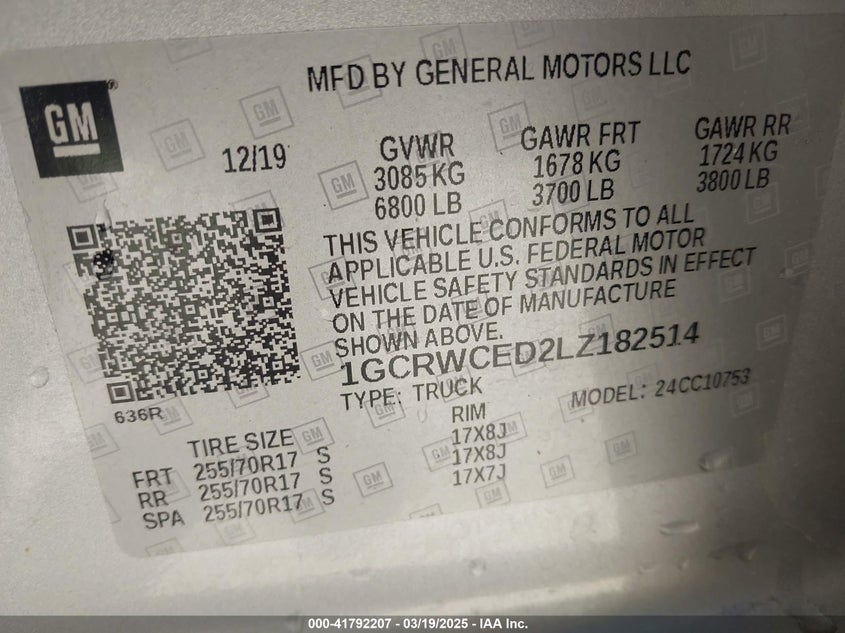 GM
MFD BY GENERAL MOTORS LLC
12/19
GVWR
3085 KG
6800 LB
GAWR FRT
1678 KG
3700 LB
GAWR RR
1724 KG
3800 LB
THIS VEHICLE CONFORMS TO ALL
APPLICABLE U.S. FEDERAL MOTOR
VEHICLE SAFETY STANDARDS IN EFFECT
ON THE DATE OF MANUFACTURE
SHOWN ABOVE.
1GCRWCED2LZ182514
TYPE: TRUCK
MODEL: 24CC10753
636R
TIRE SIZE
RIM
FRT 255/70R17 S 17X8J
RR 255/70R17 S 17X8J
SPA 255/70R17 S 17X7J
000-41792207 - 03/19/2025 - IAA Inc.